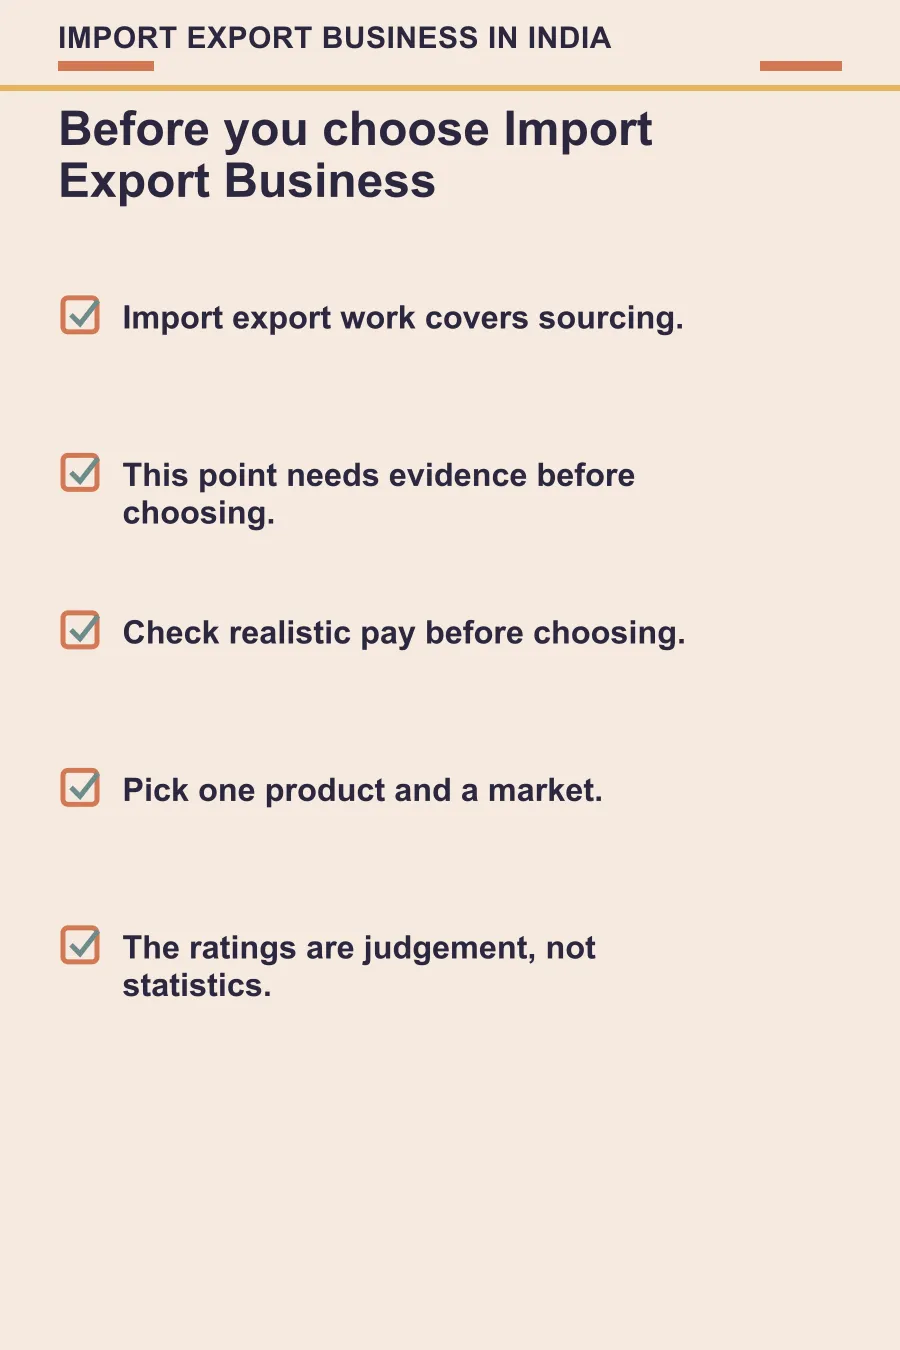 IMPORT EXPORT BUSINESS IN INDIA
Before you choose Import
Export Business
Import export work covers sourcing.
This point needs evidence before
choosing.
Check realistic pay before choosing.
Pick one product and a market.
The ratings are judgement, not
statistics.